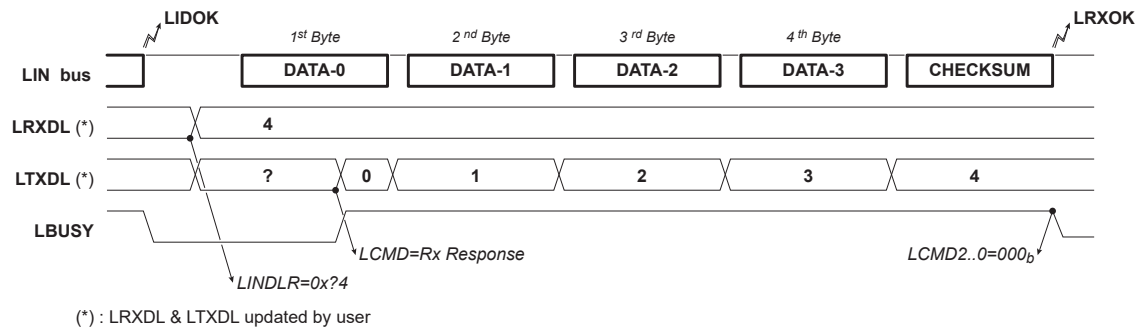 LIDOK
LRXOK
1st Byte 2nd Byte 3rd Byte 4th Byte
LIN bus DATA-0 DATA-1 DATA-2 DATA-3 CHECKSUM
LRXDL (*) 4
LTXDL (*) ? 0 1 2 3 4
LBUSY
LCMD=Rx Response LCMD2..0=000b
LINDLR=0x?4
(*) : LRXDL & LTXDL updated by user